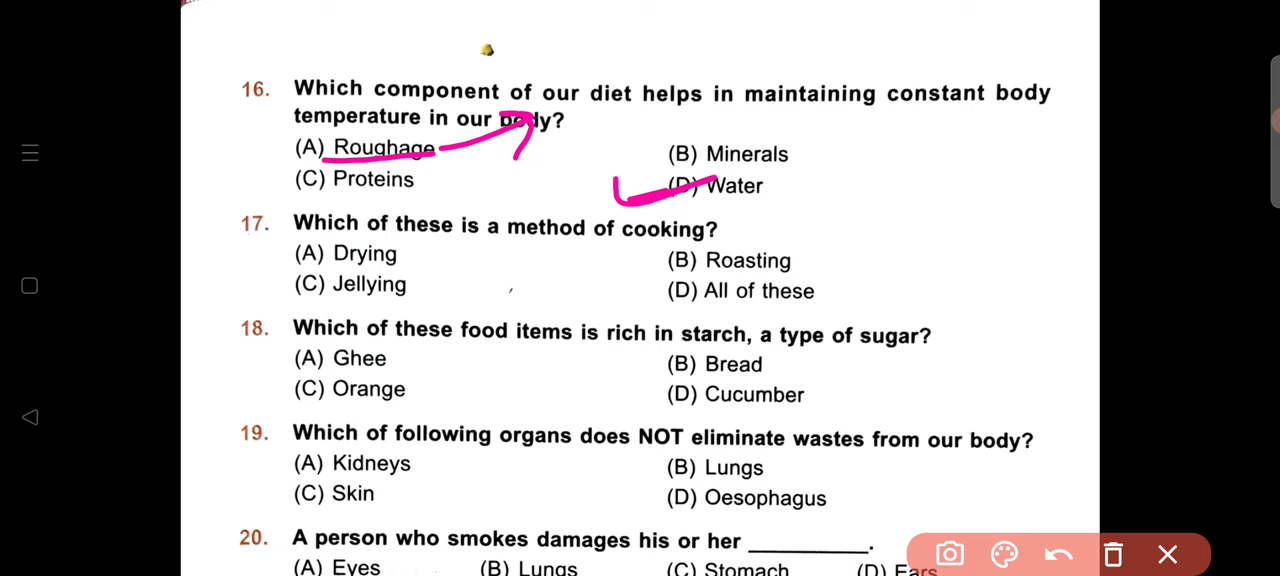 16. Which component of our diet helps in maintaining constant body
temperature in our body?
(A) Roughage (B) Minerals
(C) Proteins (D) Water
17. Which of these is a method of cooking?
(A) Drying (B) Roasting
(C) Jellying (D) All of these
18. Which of these food items is rich in starch, a type of sugar?
(A) Ghee (B) Bread
(C) Orange (D) Cucumber
19. Which of following organs does NOT eliminate wastes from our body?
(A) Kidneys (B) Lungs
(C) Skin (D) Oesophagus
20. A person who smokes damages his or her __________.
(A) Eyes (B) Lungs (C) Stomach (D) Ears